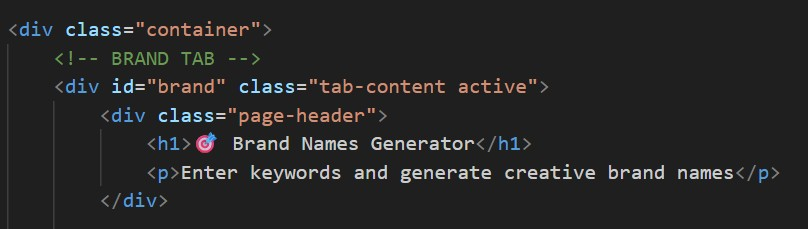 <div class="container">
<!-- BRAND TAB -->
<div id="brand" class="tab-content active">
<div class="page-header">
<h1>🎯 Brand Names Generator</h1>
<p>Enter keywords and generate creative brand names</p>
</div>